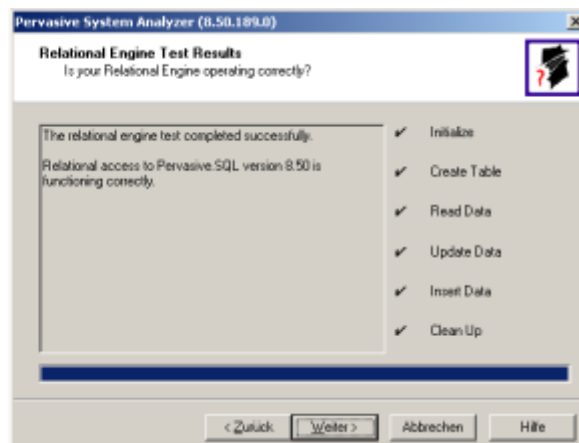 Pervasive System Analyzer (8.50.189.0)
Relational Engine Test Results
Is your Relational Engine operating correctly?
?
The relational engine test completed successfully.
Relational access to Pervasive.SQL version 8.50 is
functioning correctly.
Initialize
Create Table
Read Data
Update Data
Insert Data
Clean Up
< Zurück
Weiter >
Abbrechen
Hilfe